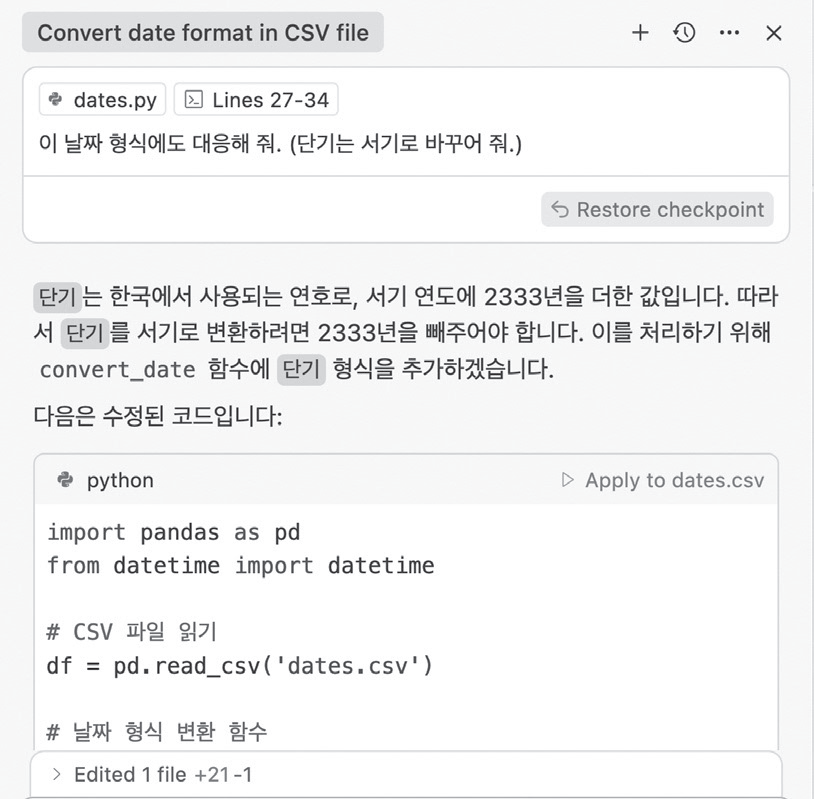 Convert date format in CSV file
dates.py Lines 27-34
이 날짜 형식에도 대응해 줘. (단기는 서기로 바꾸어 줘.)
Restore checkpoint
단기는 한국에서 사용되는 연호로, 서기 연도에 2333년을 더한 값입니다. 따라
서 단기를 서기로 변환하려면 2333년을 빼주어야 합니다. 이를 처리하기 위해
convert_date 함수에 단기 형식을 추가하겠습니다.
다음은 수정된 코드입니다:
python Apply to dates.csv
import pandas as pd
from datetime import datetime
# CSV 파일 읽기
df = pd.read_csv('dates.csv')
# 날짜 형식 변환 함수
Edited 1 file +21 -1